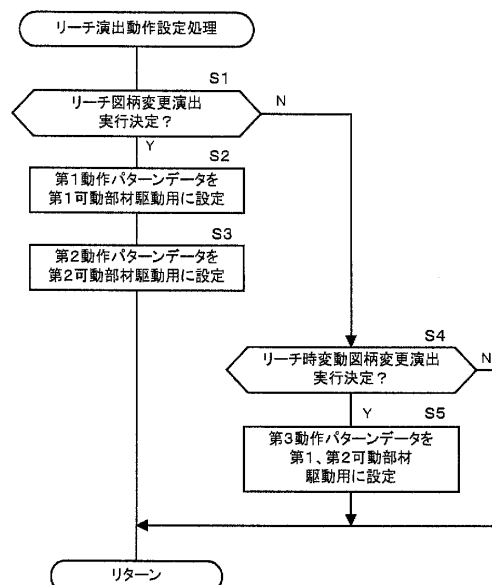 リーチ演出動作設定処理
S1
リーチ図柄変更演出
実行決定？
N
Y
S2
第1動作パターンデータを
第1可動部材駆動用に設定
S3
第2動作パターンデータを
第2可動部材駆動用に設定
S4
リーチ時変動図柄変更演出
実行決定？
N
Y
S5
第3動作パターンデータを
第1、第2可動部材
駆動用に設定
リターン